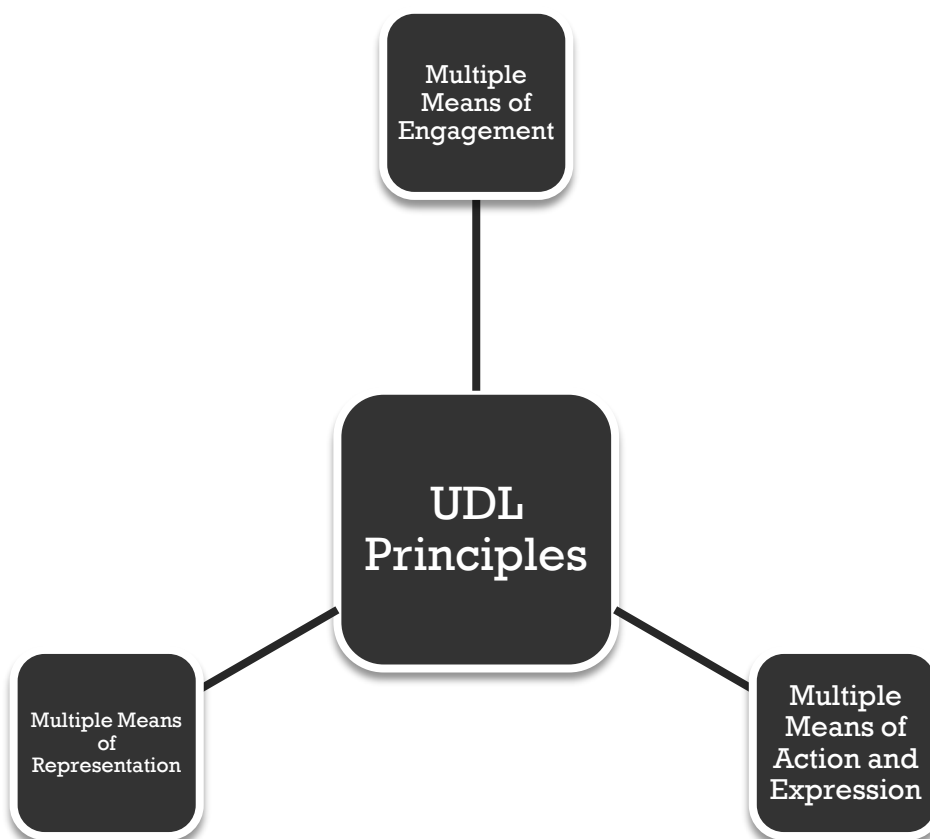 Multiple
Means of
Engagement
UDL
Principles
Multiple Means
of
Representation
Multiple
Means of
Action and
Expression